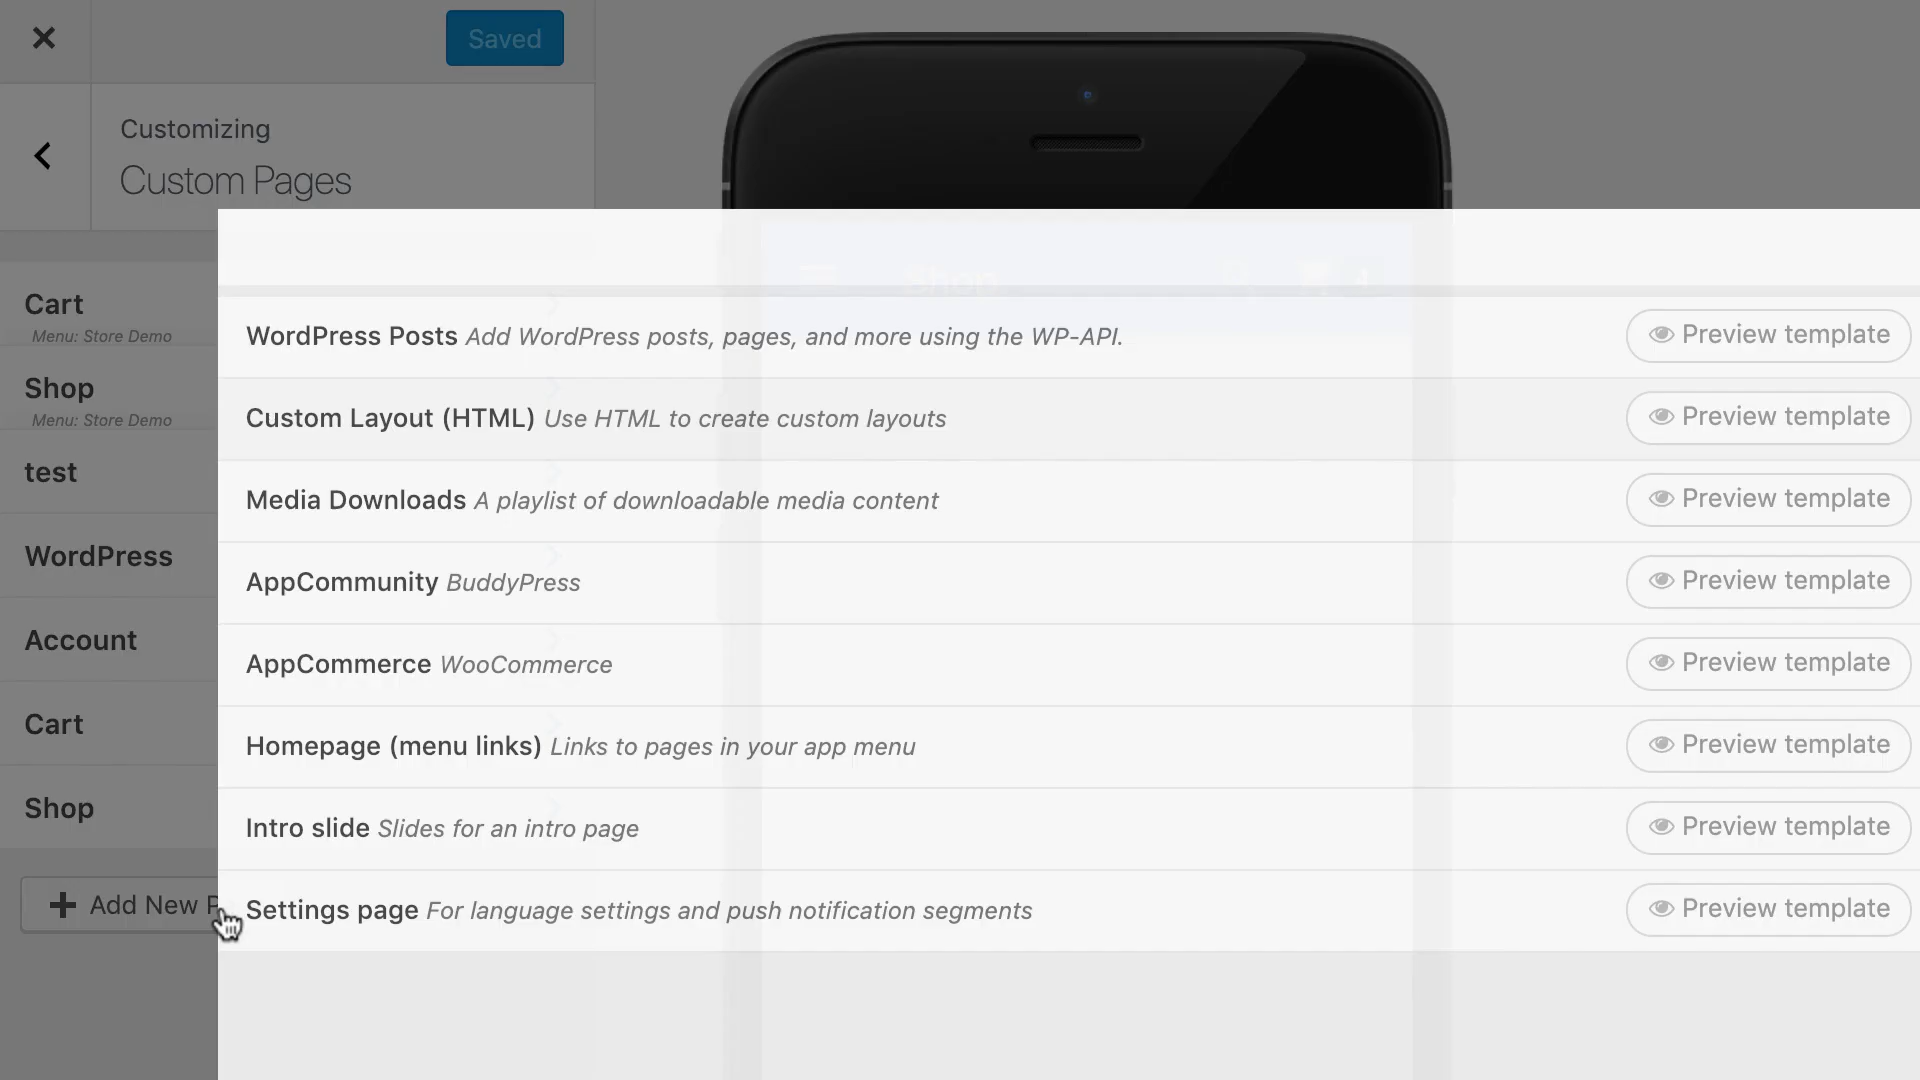 Saved
Customizing
Custom Pages
Cart
Menu: Store Demo
Shop
Menu: Store Demo
test
WordPress
Account
Cart
Shop
Add New
Shop
4
WordPress Posts Add WordPress posts, pages, and more using the WP-API.
Preview template
Custom Layout (HTML) Use HTML to create custom layouts
Preview template
Media Downloads A playlist of downloadable media content
Preview template
AppCommunity BuddyPress
Preview template
AppCommerce WooCommerce
Preview template
Homepage (menu links) Links to pages in your app menu
Preview template
Intro slide Slides for an intro page
Preview template
Settings page For language settings and push notification segments
Preview template